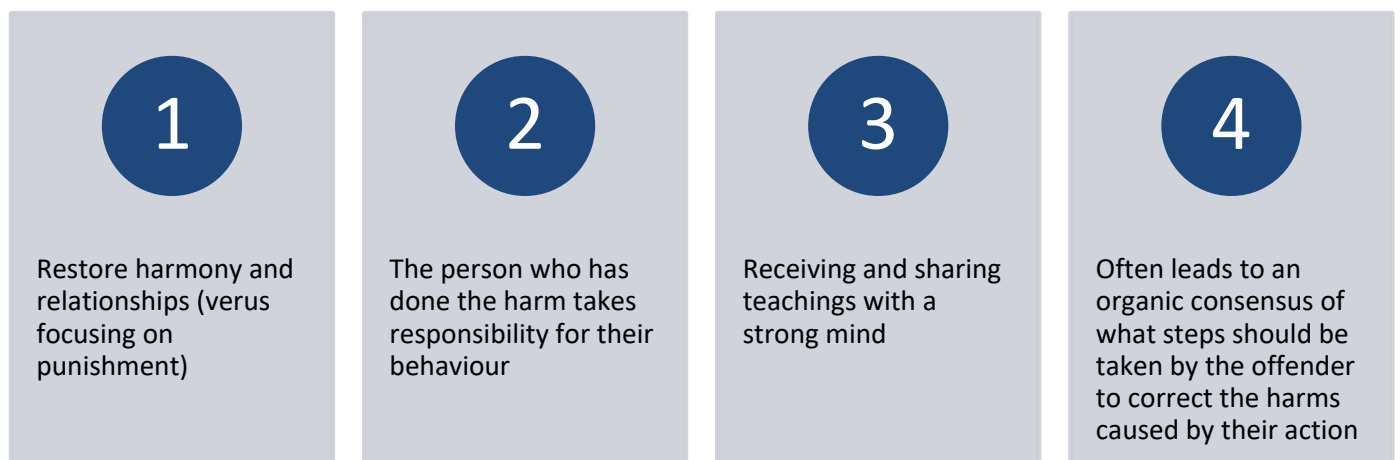 1
Restore harmony and
relationships (verus
focusing on
punishment)
2
The person who has
done the harm takes
responsibility for their
behaviour
3
Receiving and sharing
teachings with a
strong mind
4
Often leads to an
organic consensus of
what steps should be
taken by the offender
to correct the harms
caused by their action